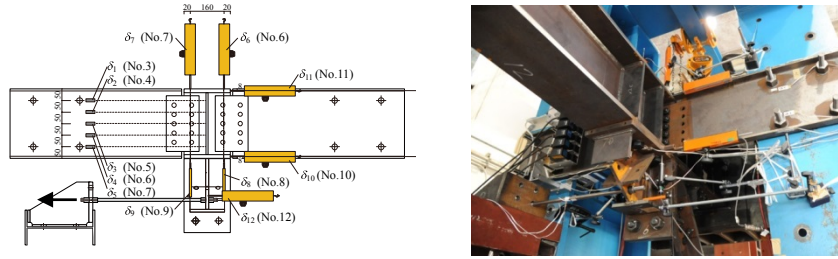 20 160 20
δ7 (No.7)
δ6 (No.6)
δ1 (No.3)
δ2 (No.4)
δ11 (No.11)
8
50 50 50 50 50 50
δ3 (No.5)
δ4 (No.6)
δ5 (No.7)
8
δ10 (No.10)
δ8 (No.8)
δ9 (No.9)
δ12 (No.12)